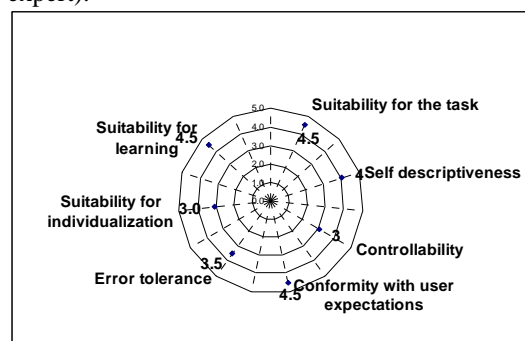 expert).
5.0
4.0
3.0
2.0
1.0
0.0
Suitability for the task
4.5
4 Self descriptiveness
3
Controllability
Conformity with user
expectations
4.5
Error tolerance
3.5
Suitability for
individualization
3.0
Suitability for
learning
4.5